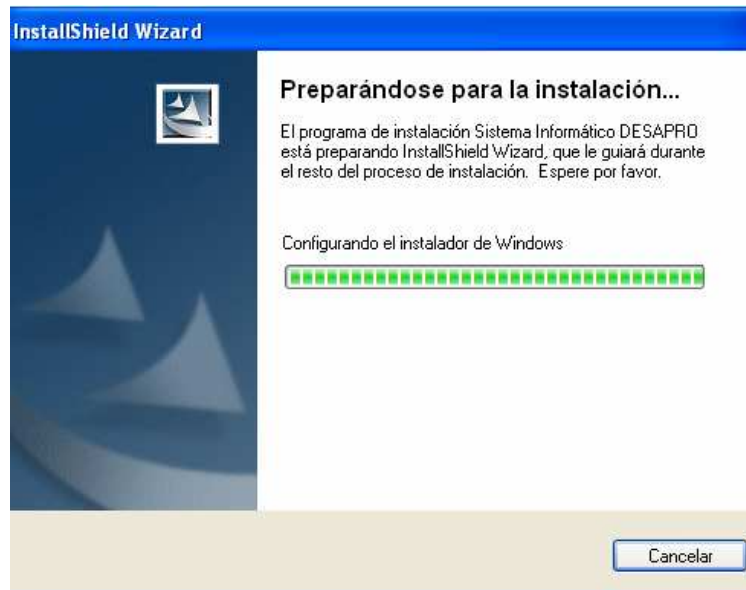 InstallShield Wizard
Preparándose para la instalación...
El programa de instalación Sistema Informático DESAPRO
está preparando InstallShield Wizard, que le guiará durante
el resto del proceso de instalación. Espere por favor.
Configurando el instalador de Windows
Cancelar